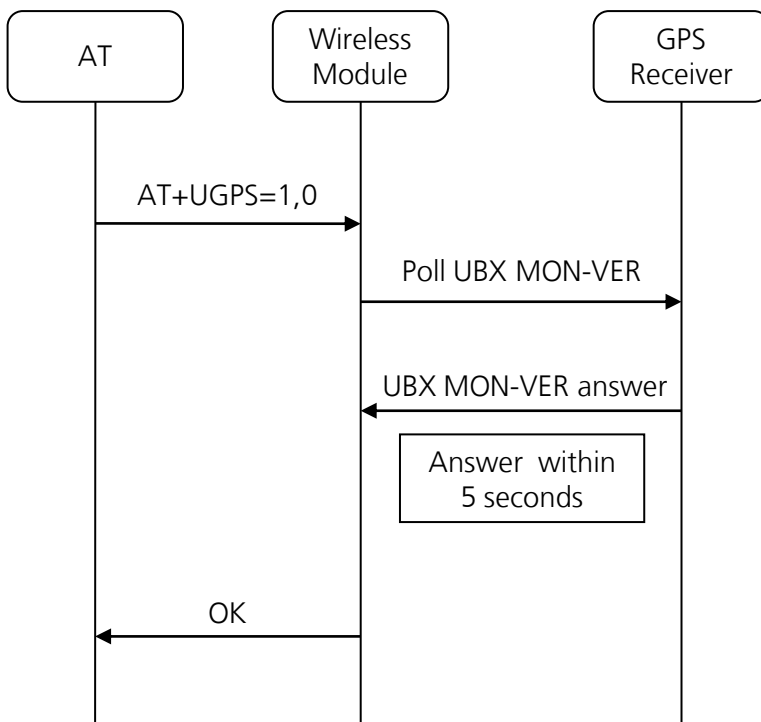 AT
Wireless
Module
GPS
Receiver
AT+UGPS=1,0
Poll UBX MON-VER
UBX MON-VER answer
Answer within
5 seconds
OK